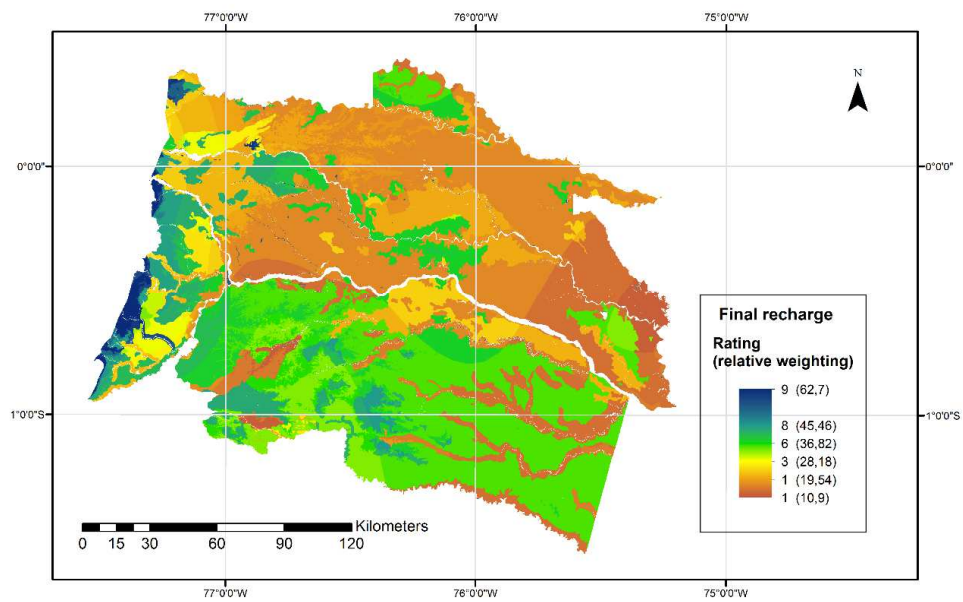 77°0'0"W 76°0'0"W 75°0'0"W
N
0°0'0" 0°0'0"
Final recharge
Rating
(relative weighting)
9 (62,7)
8 (45,46)
6 (36,82)
3 (28,18)
1 (19,54)
1 (10,9)
1°0'0"S 1°0'0"S
Kilometers
0 15 30 60 90 120
77°0'0"W 76°0'0"W 75°0'0"W